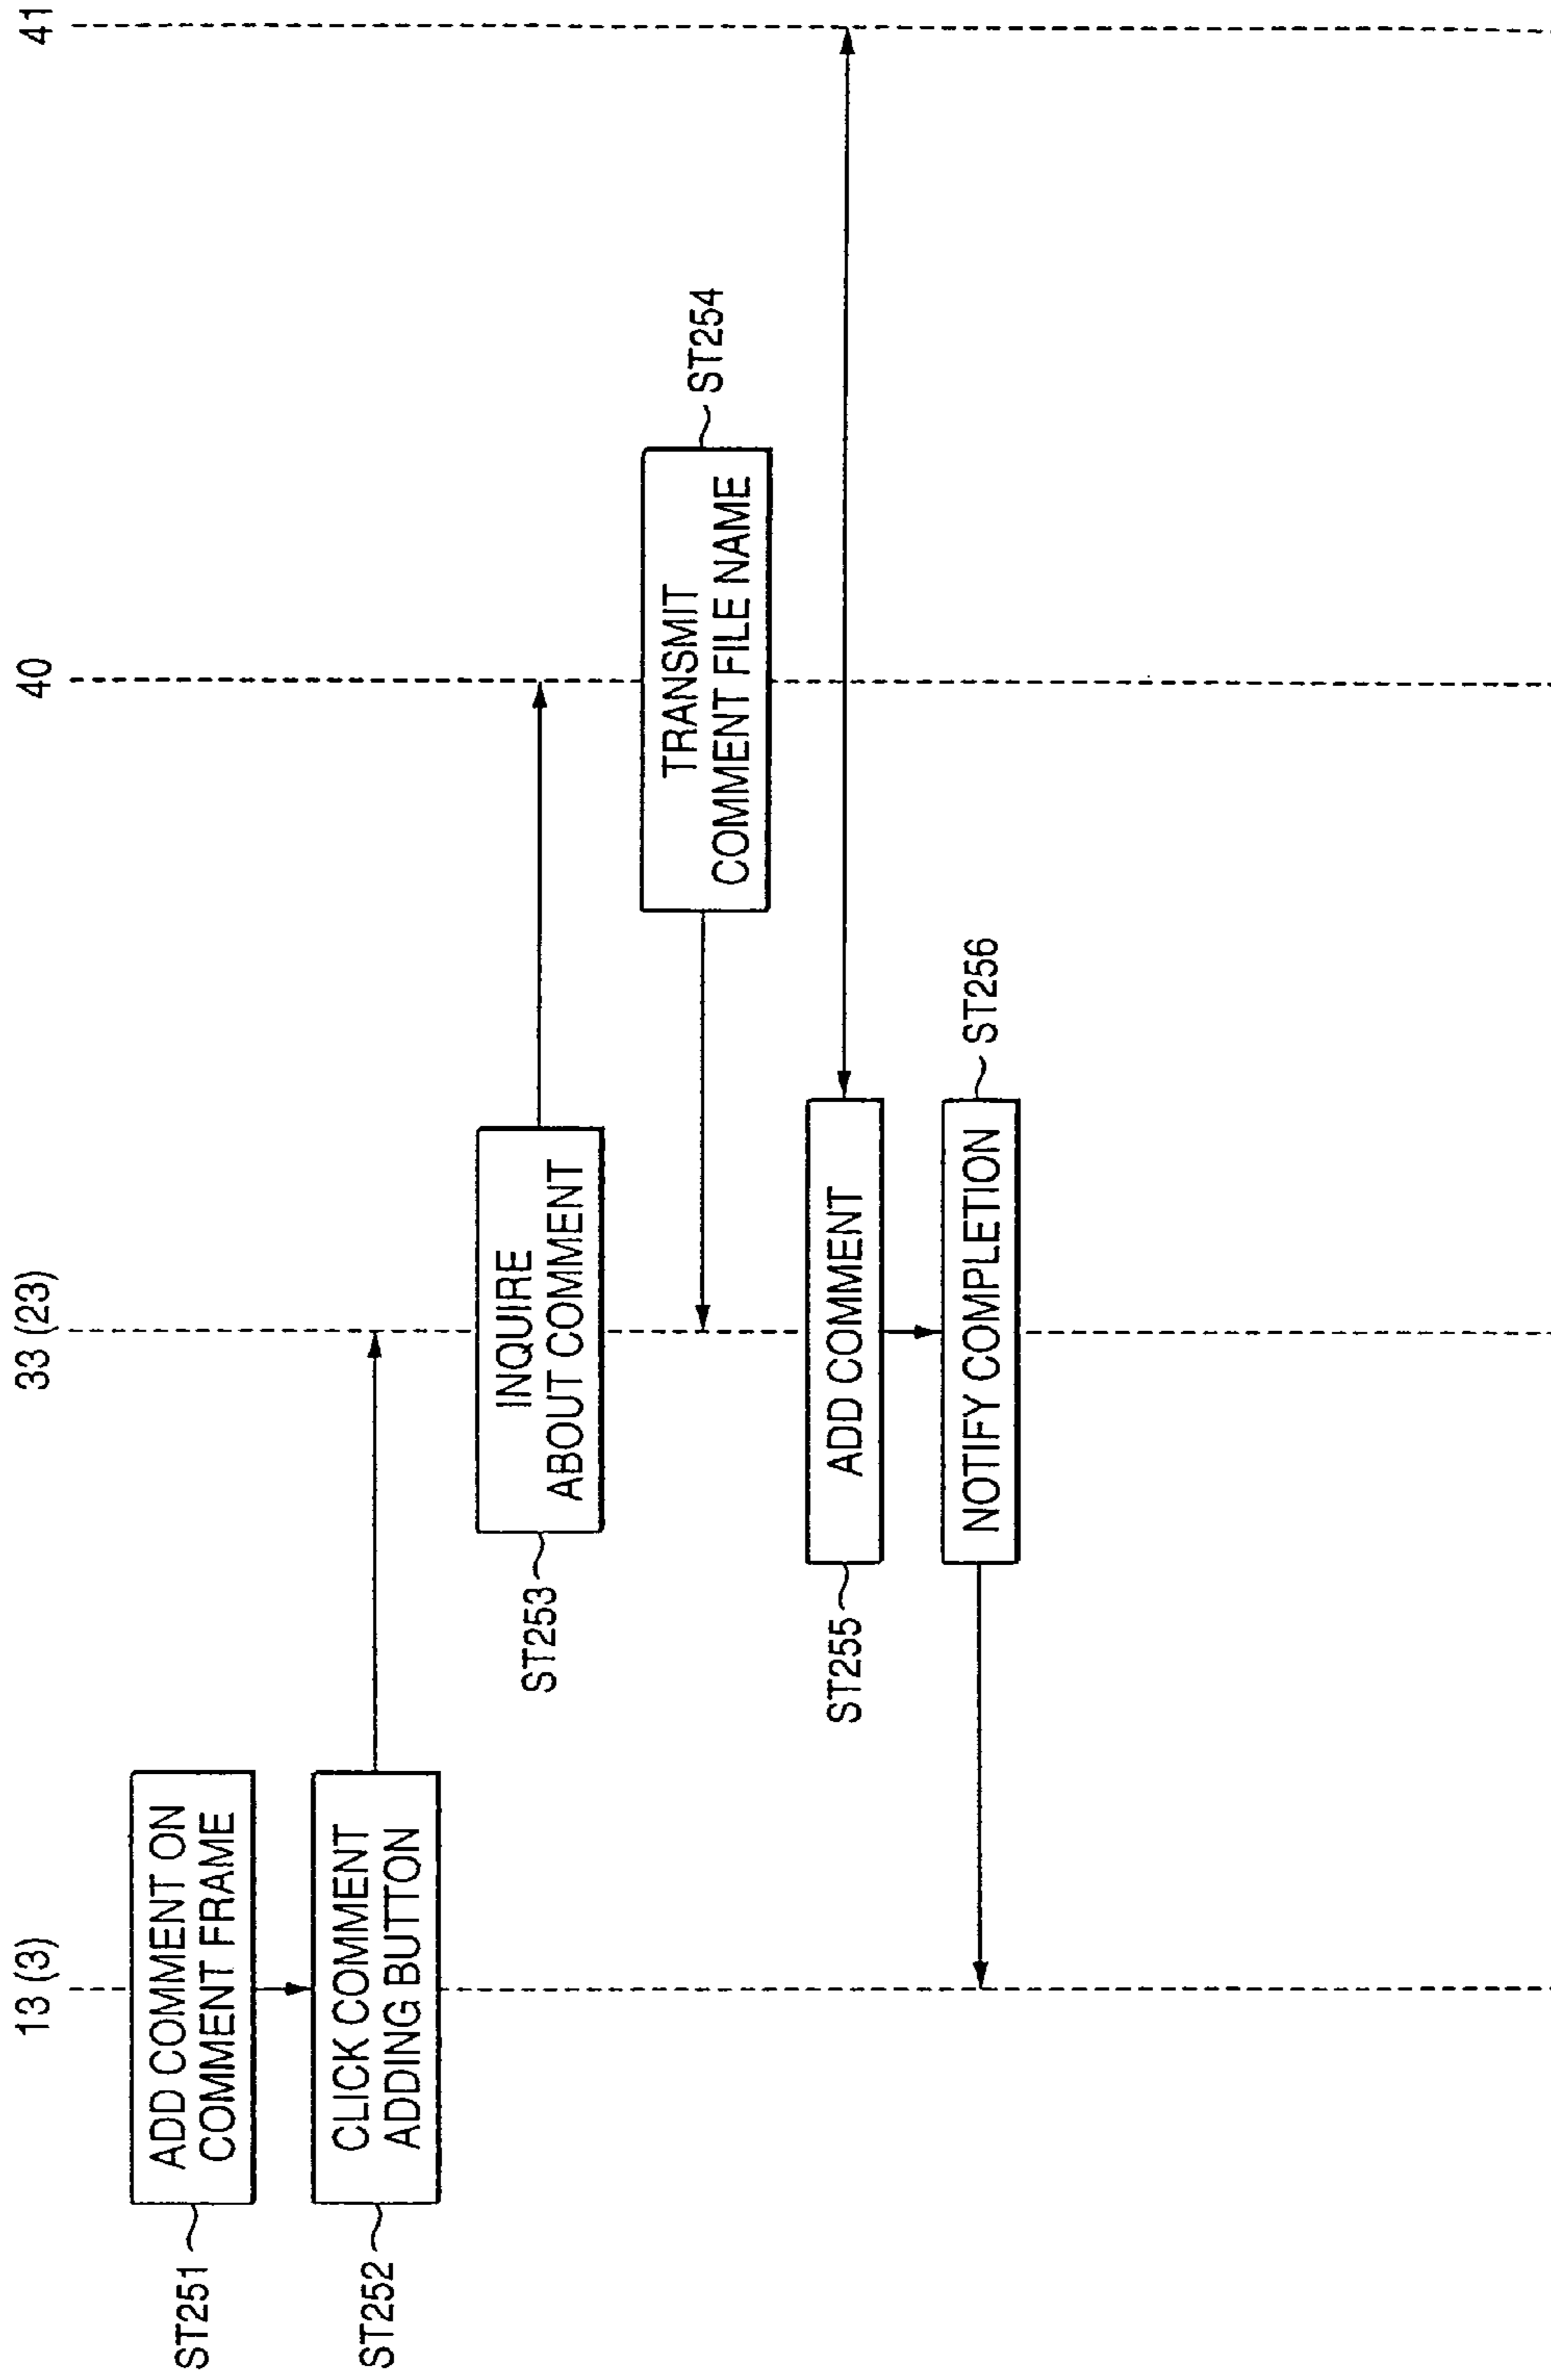 13 (3)
33 (23)
40
41
ST251
ADD COMMENT ON
COMMENT FRAME
ST252
CLICK COMMENT
ADDING BUTTON
ST253
INQUIRE
ABOUT COMMENT
TRANSMIT
COMMENT FILE NAME
ST254
ST255
ADD COMMENT
NOTIFY COMPLETION
ST256